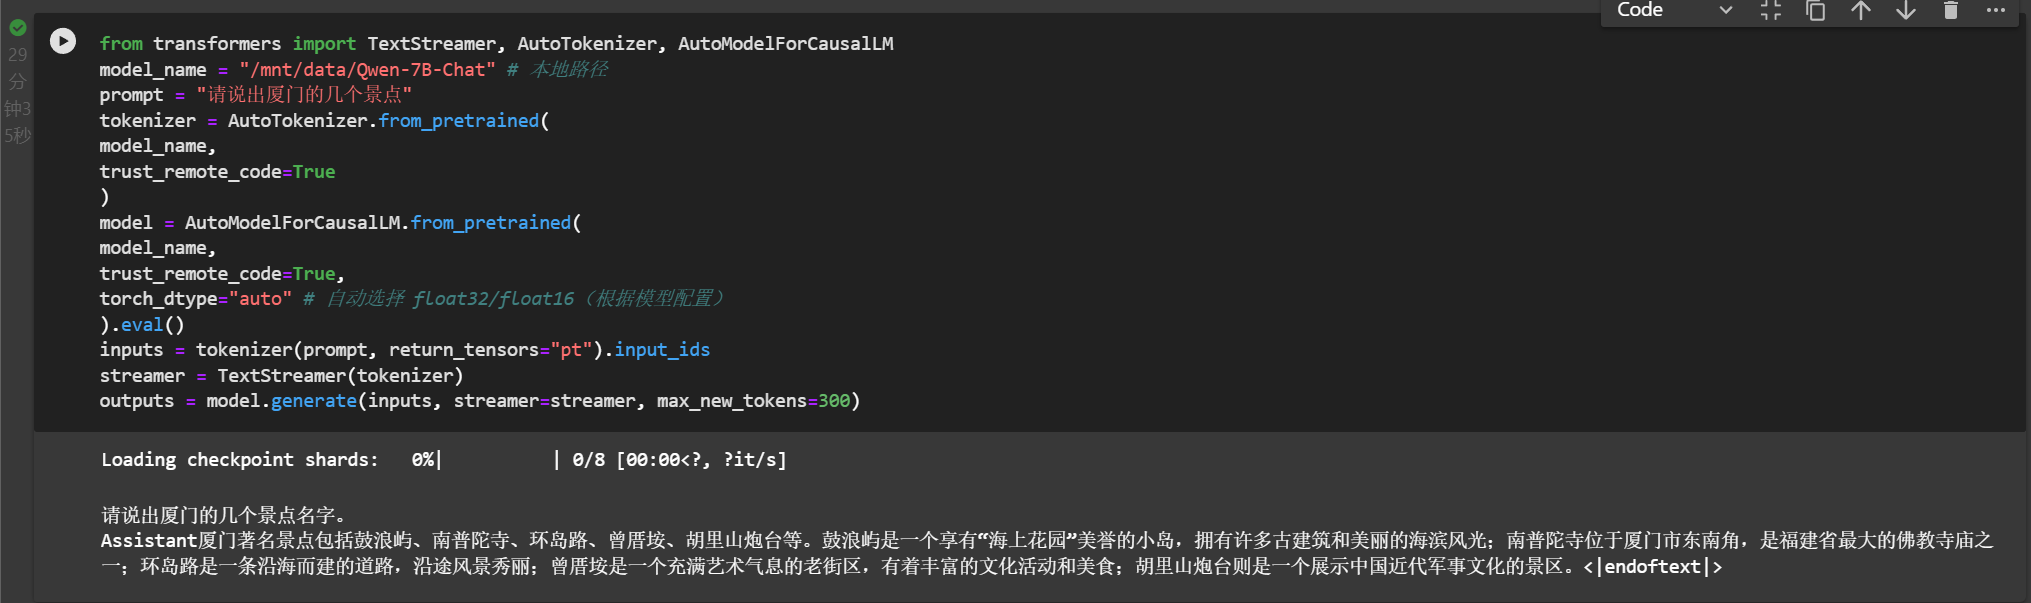 Code
29
分
钟3
5秒
from transformers import TextStreamer, AutoTokenizer, AutoModelForCausalLM
model_name = "/mnt/data/Qwen-7B-Chat" # 本地路径
prompt = "请说出厦门的几个景点"
tokenizer = AutoTokenizer.from_pretrained(
model_name,
trust_remote_code=True
)
model = AutoModelForCausalLM.from_pretrained(
model_name,
trust_remote_code=True,
torch_dtype="auto" # 自动选择 float32/float16（根据模型配置）
).eval()
inputs = tokenizer(prompt, return_tensors="pt").input_ids
streamer = TextStreamer(tokenizer)
outputs = model.generate(inputs, streamer=streamer, max_new_tokens=300)
Loading checkpoint shards:   0%|          | 0/8 [00:00<?, ?it/s]
请说出厦门的几个景点名字。
Assistant厦门著名景点包括鼓浪屿、南普陀寺、环岛路、曾厝垵、胡里山炮台等。鼓浪屿是一个享有“海上花园”美誉的小岛，拥有许多古建筑和美丽的海滨风光；南普陀寺位于厦门市东南角，是福建省最大的佛教寺庙之
一；环岛路是一条沿海而建的道路，沿途风景秀丽；曾厝垵是一个充满艺术气息的老街区，有着丰富的文化活动和美食；胡里山炮台则是一个展示中国近代军事文化的景区。<|endoftext|>